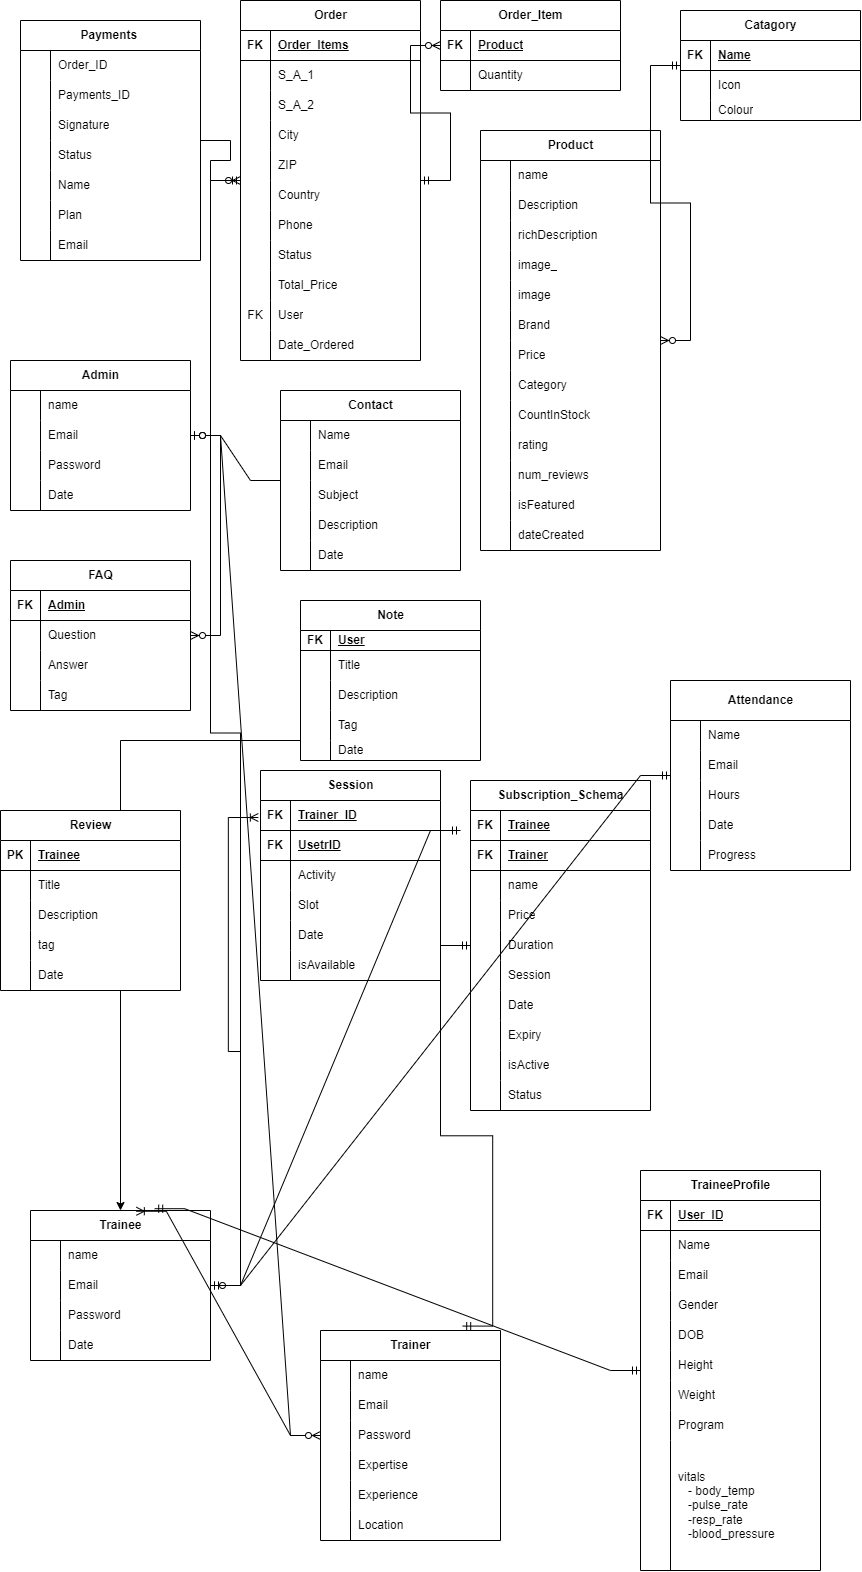 Payments
Order_ID
Payments_ID
Signature
Status
Name
Plan
Email
Order
FK Order_Items
S_A_1
S_A_2
City
ZIP
Country
Phone
Status
Total_Price
FK User
Date_Ordered
Order_Item
FK Product
Quantity
Catagory
FK Name
Icon
Colour
Product
name
Description
richDescription
image_
image
Brand
Price
Category
CountInStock
rating
num_reviews
isFeatured
dateCreated
Admin
name
Email
Password
Date
Contact
Name
Email
Subject
Description
Date
FAQ
FK Admin
Question
Answer
Tag
Note
FK User
Title
Description
Tag
Date
Attendance
Name
Email
Hours
Date
Progress
Session
FK Trainer_ID
FK UsetrID
Activity
Slot
Date
isAvailable
Subscription_Schema
FK Trainee
FK Trainer
name
Price
Duration
Session
Date
Expiry
isActive
Status
Review
PK Trainee
Title
Description
tag
Date
Trainee
name
Email
Password
Date
Trainer
name
Email
Password
Expertise
Experience
Location
TraineeProfile
FK User_ID
Name
Email
Gender
DOB
Height
Weight
Program
vitals
- body_temp
-pulse_rate
-resp_rate
-blood_pressure